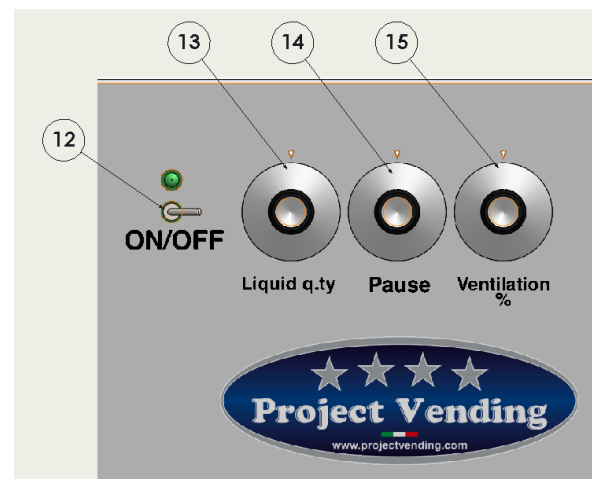 13
14
15
12
ON/OFF
Liquid q.ty
Pause
Ventilation
%
Project Vending
www.projectvending.com